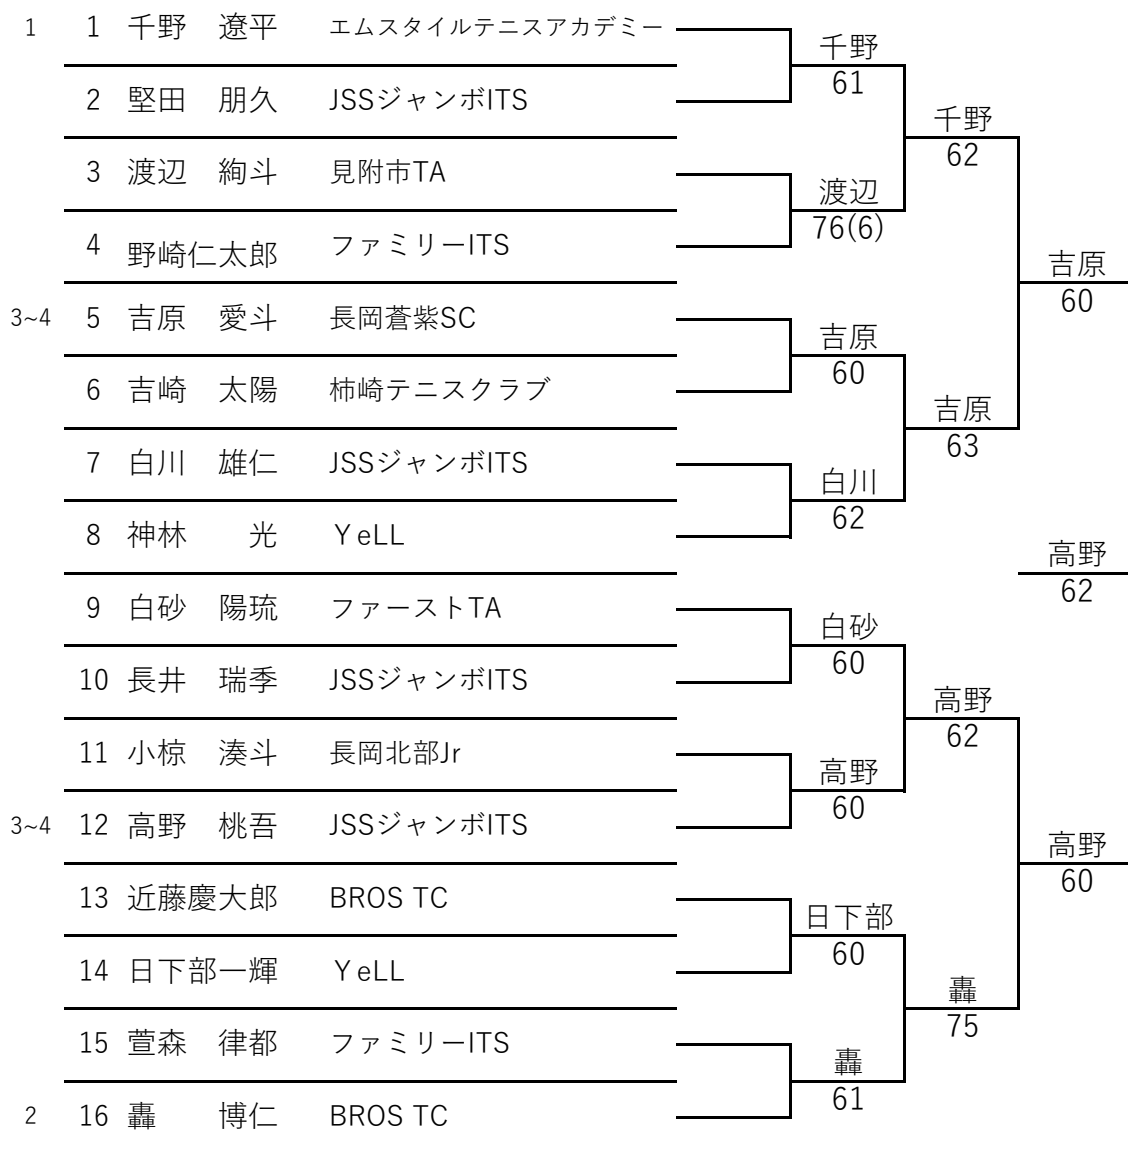 1 1 千野 遼平 エムスタイルテニスアカデミー
千野
61
2 堅田 朋久 JSSジャンボITS
千野
62
3 渡辺 絢斗 見附市TA
渡辺
76(6)
4 野崎仁太郎 ファミリーITS
吉原
60
3~4 5 吉原 愛斗 長岡蒼紫SC
吉原
60
6 吉崎 太陽 柿崎テニスクラブ
吉原
63
7 白川 雄仁 JSSジャンボITS
白川
62
8 神林 光 YeLL
高野
62
9 白砂 陽琉 ファーストTA
白砂
60
10 長井 瑞季 JSSジャンボITS
高野
62
11 小椋 湊斗 長岡北部Jr
高野
60
3~4 12 高野 桃吾 JSSジャンボITS
高野
60
13 近藤慶大郎 BROS TC
日下部
60
14 日下部一輝 YeLL
轟
75
15 萱森 律都 ファミリーITS
轟
61
2 16 轟 博仁 BROS TC